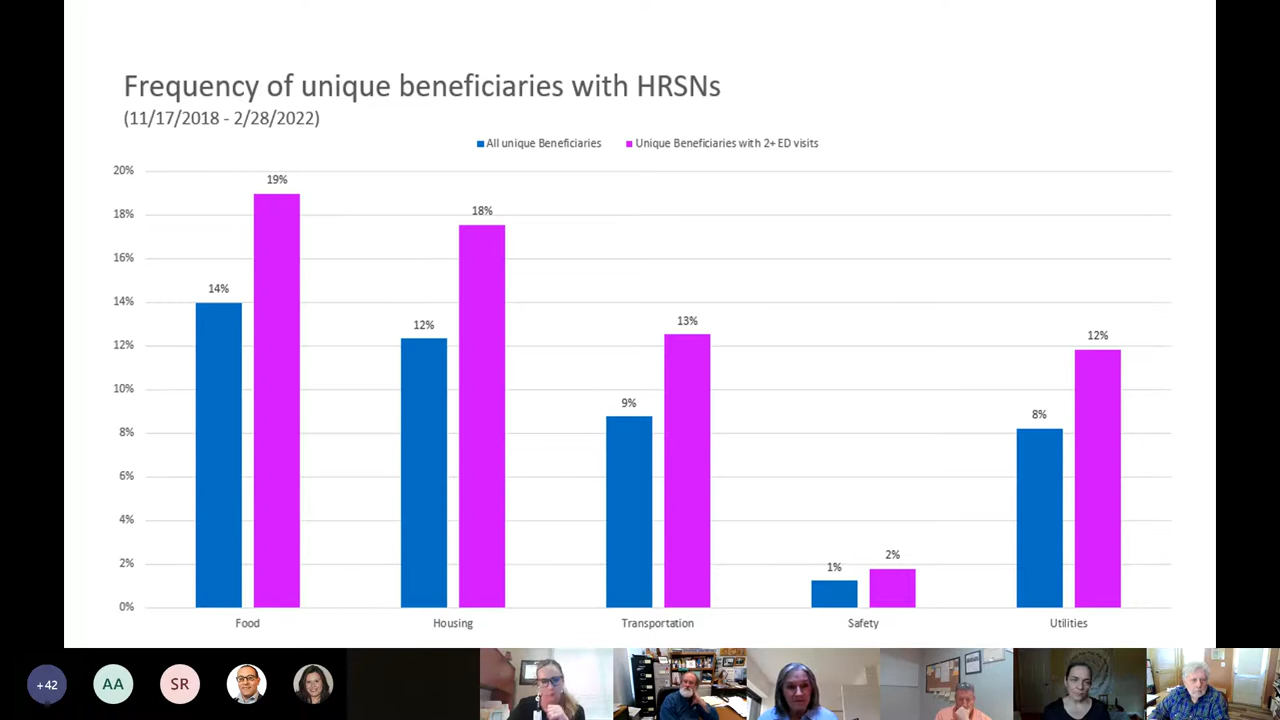 Frequency of unique beneficiaries with HRSNs
(11/17/2018 - 2/28/2022)
All unique Beneficiaries
Unique Beneficiaries with 2+ ED visits
20%
18%
16%
14%
12%
10%
8%
6%
4%
2%
0%
14%
19%
12%
18%
9%
13%
1%
2%
8%
12%
Food
Housing
Transportation
Safety
Utilities
+42
AA
SR